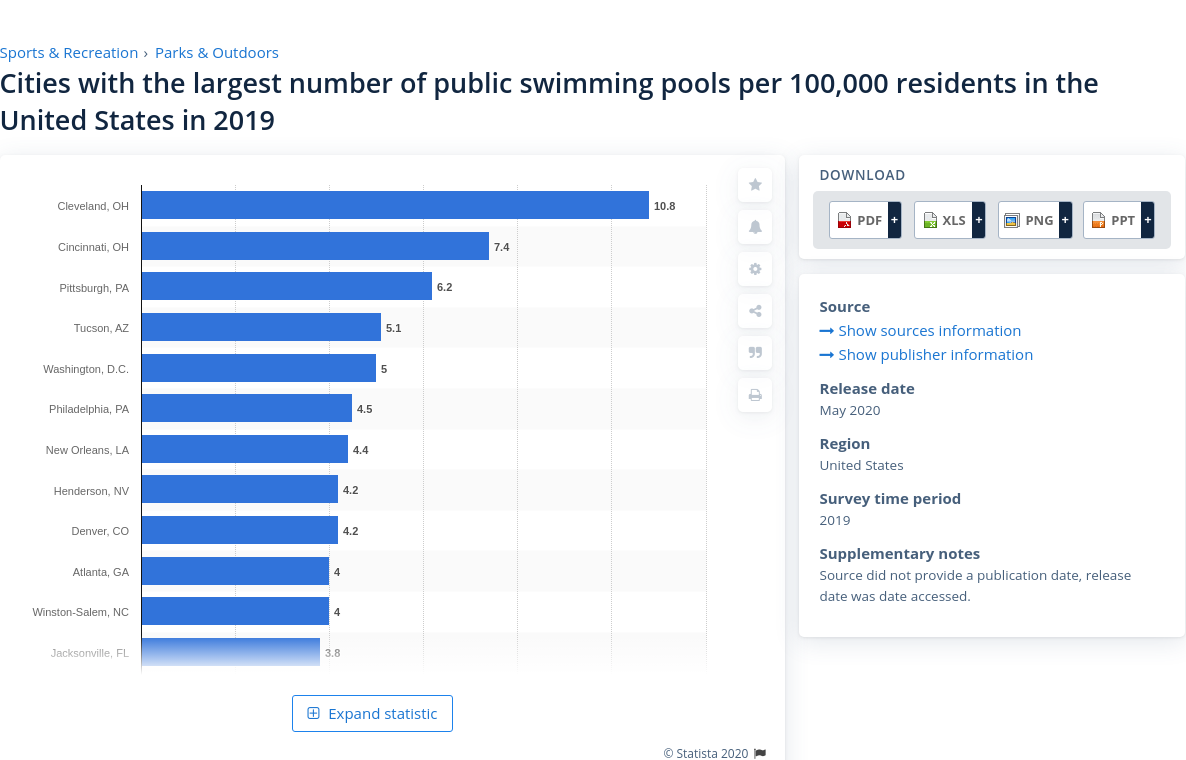 Sports & Recreation › Parks & Outdoors
Cities with the largest number of public swimming pools per 100,000 residents in the
United States in 2019
Cleveland, OH 10.8
Cincinnati, OH 7.4
Pittsburgh, PA 6.2
Tucson, AZ 5.1
Washington, D.C. 5
Philadelphia, PA 4.5
New Orleans, LA 4.4
Henderson, NV 4.2
Denver, CO 4.2
Atlanta, GA 4
Winston-Salem, NC 4
Jacksonville, FL 3.8
Expand statistic
© Statista 2020
DOWNLOAD
PDF + XLS + PNG + PPT +
Source
Show sources information
Show publisher information
Release date
May 2020
Region
United States
Survey time period
2019
Supplementary notes
Source did not provide a publication date, release
date was date accessed.